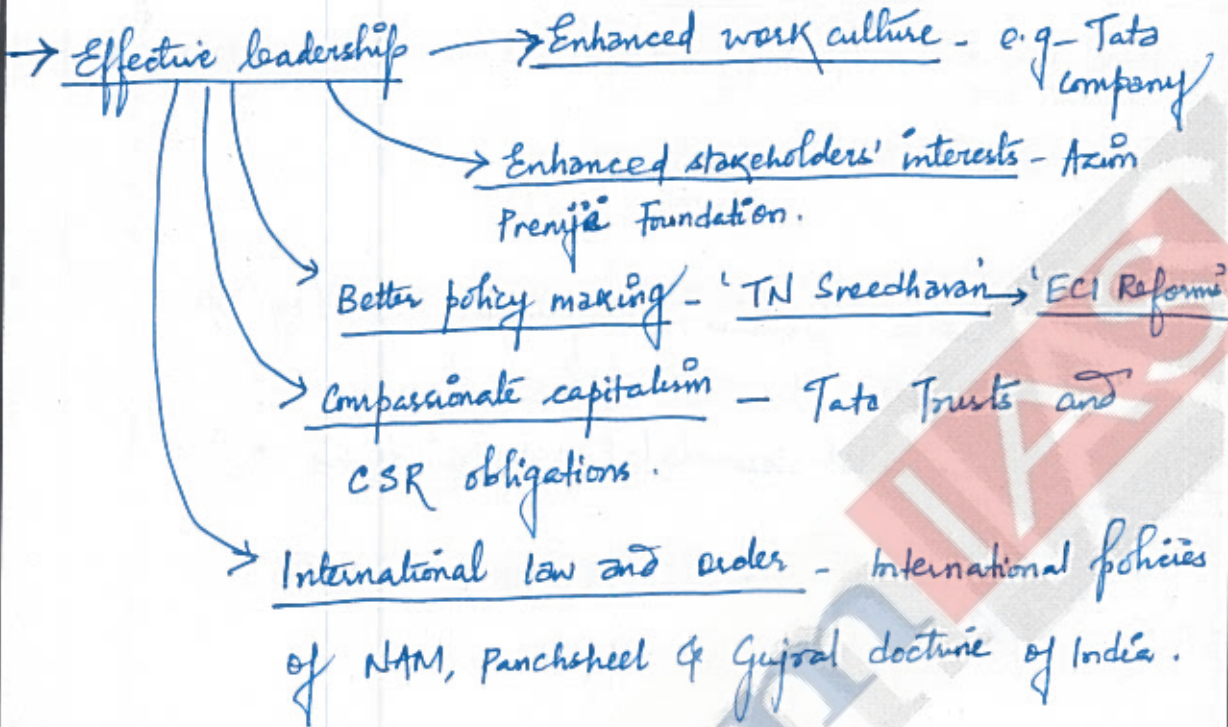 → Effective leadership → Enhanced work culture - e.g - Tata
company
→ Enhanced stakeholders' interests - Azim
Premji Foundation.
→ Better policy making - 'TN Sreedharan' → 'ECI Reforms'
→ Compassionate capitalism - Tata Trusts and
CSR obligations.
→ International law and order - International policies
of NAM, Panchsheel & Gujral doctrine of India.
IAS